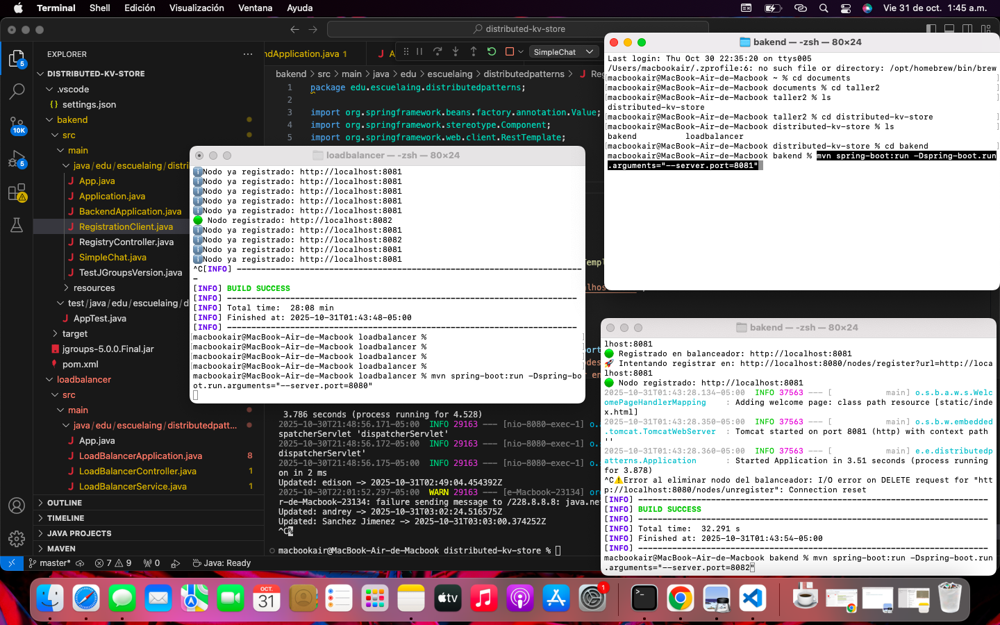 Terminal Shell Edición Visualización Ventana Ayuda
Vie 31 de oct. 1:45 a.m.
distributed-kv-store
EXPLORER
DISTRIBUTED-KV-STORE
.vscode
{} settings.json
bakend
src
main
java/edu/escuelaing/distri
App.java
Application.java
BackendApplication.java
RegistrationClient.java
RegistryController.java
SimpleChat.java
TestJGroupsVersion.java
resources
test/java/edu/escuelaing/d
AppTest.java
target
jgroups-5.0.0.Final.jar
pom.xml
loadbalancer
src
main
java/edu/escuelaing/distributedpatt...
App.java
LoadBalancerApplication.java 8
LoadBalancerController.java 1
LoadBalancerService.java 1
OUTLINE
TIMELINE
JAVA PROJECTS
MAVEN
5
10K
5
master* 7 9 0 Java: Ready
ndApplication.java 1
SimpleChat
bakend > src > main > java > edu > escuelaing > distributedpatterns > J Re
1 package edu.escuelaing.distributedpatterns;
2
3 import org.springframework.beans.factory.annotation.Value;
4 import org.springframework.stereotype.Component;
5 import org.springframework.web.client.RestTemplate;
loadbalancer — -zsh — 80×24
Nodo ya registrado: http://localhost:8081
Nodo ya registrado: http://localhost:8081
Nodo ya registrado: http://localhost:8081
Nodo ya registrado: http://localhost:8081
Nodo ya registrado: http://localhost:8081
Nodo registrado: http://localhost:8082
Nodo ya registrado: http://localhost:8081
Nodo ya registrado: http://localhost:8082
Nodo ya registrado: http://localhost:8081
Nodo ya registrado: http://localhost:8081
^C[INFO] ------------------------------------------------------------------------
-
[INFO] BUILD SUCCESS
[INFO] ------------------------------------------------------------------------
[INFO] Total time:  28:08 min
[INFO] Finished at: 2025-10-31T01:43:48-05:00
[INFO] ------------------------------------------------------------------------
macbookair@MacBook-Air-de-Macbook loadbalancer %
macbookair@MacBook-Air-de-Macbook loadbalancer %
macbookair@MacBook-Air-de-Macbook loadbalancer %
macbookair@MacBook-Air-de-Macbook loadbalancer %
macbookair@MacBook-Air-de-Macbook loadbalancer % mvn spring-boot:run -Dspring-bo
ot.run.arguments="--server.port=8080"
3.786 seconds (process running for 4.528)
2025-10-30T21:48:56.171-05:00  INFO 29163 --- [nio-8080-exec-1] o.
spatcherServlet 'dispatcherServlet'
2025-10-30T21:48:56.172-05:00  INFO 29163 --- [nio-8080-exec-1] o.s
dispatcherServlet'
2025-10-30T21:48:56.175-05:00  INFO 29163 --- [nio-8080-exec-1] o.s
on in 2 ms
Updated: edison -> 2025-10-31T02:49:04.454392Z
2025-10-30T22:01:52.297-05:00  WARN 29163 --- [e-Macbook-23134] org
r-de-Macbook-23134: failure sending message to /228.8.8.8: java.net
Updated: andrey -> 2025-10-31T03:02:24.516575Z
Updated: Sanchez Jimenez -> 2025-10-31T03:03:00.374252Z
^C%
macbookair@MacBook-Air-de-Macbook distributed-kv-store %
bakend — -zsh — 80×24
Last login: Thu Oct 30 22:35:20 on ttys005
/Users/macbookair/.zprofile:6: no such file or directory: /opt/homebrew/bin/brew
macbookair@MacBook-Air-de-Macbook ~ % cd documents
macbookair@MacBook-Air-de-Macbook documents % cd taller2
macbookair@MacBook-Air-de-Macbook taller2 % ls
distributed-kv-store
macbookair@MacBook-Air-de-Macbook taller2 % cd distributed-kv-store
macbookair@MacBook-Air-de-Macbook distributed-kv-store % ls
bakend          loadbalancer
macbookair@MacBook-Air-de-Macbook distributed-kv-store % cd bakend
macbookair@MacBook-Air-de-Macbook bakend % mvn spring-boot:run -Dspring-boot.run
.arguments="--server.port=8081"
bakend — -zsh — 80×24
lhost:8081
Registrado en balanceador: http://localhost:8081
Intentando registrar en: http://localhost:8080/nodes/register?url=http://loca
lhost:8081
Nodo registrado: http://localhost:8081
2025-10-31T01:43:28.134-05:00  INFO 37563 --- [           main] o.s.b.a.w.s.Welc
omePageHandlerMapping    : Adding welcome page: class path resource [static/inde
x.html]
2025-10-31T01:43:28.350-05:00  INFO 37563 --- [           main] o.s.b.w.embedded
.tomcat.TomcatWebServer  : Tomcat started on port 8081 (http) with context path
''
2025-10-31T01:43:28.360-05:00  INFO 37563 --- [           main] e.e.distributedp
atterns.Application      : Started Application in 3.51 seconds (process running
for 3.878)
^C Error al eliminar nodo del balanceador: I/O error on DELETE request for "htt
p://localhost:8080/nodes/unregister": Connection reset
[INFO] ------------------------------------------------------------------------
[INFO] BUILD SUCCESS
[INFO] ------------------------------------------------------------------------
[INFO] Total time:  32.291 s
[INFO] Finished at: 2025-10-31T01:43:54-05:00
[INFO] ------------------------------------------------------------------------
macbookair@MacBook-Air-de-Macbook bakend % mvn spring-boot:run -Dspring-boot.run
.arguments="--server.port=8082"
OCT.
31
tv
1